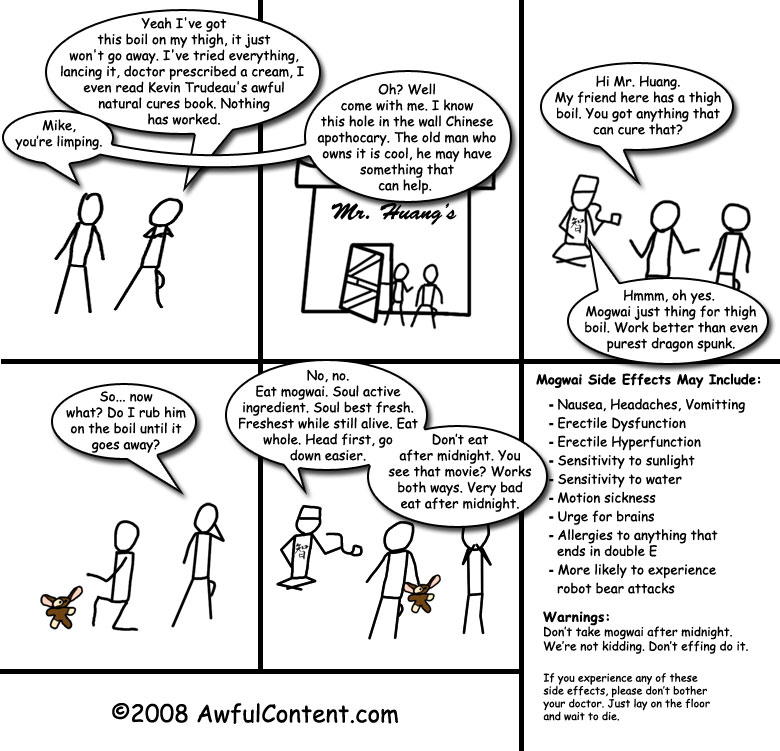 Yeah I've got
this boil on my thigh, it just
won't go away. I've tried everything,
lancing it, doctor prescribed a cream, I
even read Kevin Trudeau's awful
natural cures book. Nothing
has worked.
Mike,
you're limping.
Oh? Well
come with me. I know
this hole in the wall Chinese
apothocary. The old man who
owns it is cool, he may have
something that
can help.
Mr. Huang's
Hi Mr. Huang.
My friend here has a thigh
boil. You got anything that
can cure that?
智
Hmmm, oh yes.
Mogwai just thing for thigh
boil. Work better than even
purest dragon spunk.
So... now
what? Do I rub him
on the boil until it
goes away?
No, no.
Eat mogwai. Soul active
ingredient. Soul best fresh.
Freshest while still alive. Eat
whole. Head first, go
down easier.
Don't eat
after midnight. You
see that movie? Works
both ways. Very bad
eat after midnight.
智
Mogwai Side Effects May Include:
- Nausea, Headaches, Vomitting
- Erectile Dysfunction
- Erectile Hyperfunction
- Sensitivity to sunlight
- Sensitivity to water
- Motion sickness
- Urge for brains
- Allergies to anything that
ends in double E
- More likely to experience
robot bear attacks
Warnings:
Don't take mogwai after midnight.
We're not kidding. Don't effing do it.
If you experience any of these
side effects, please don't bother
your doctor. Just lay on the floor
and wait to die.
©2008 AwfulContent.com